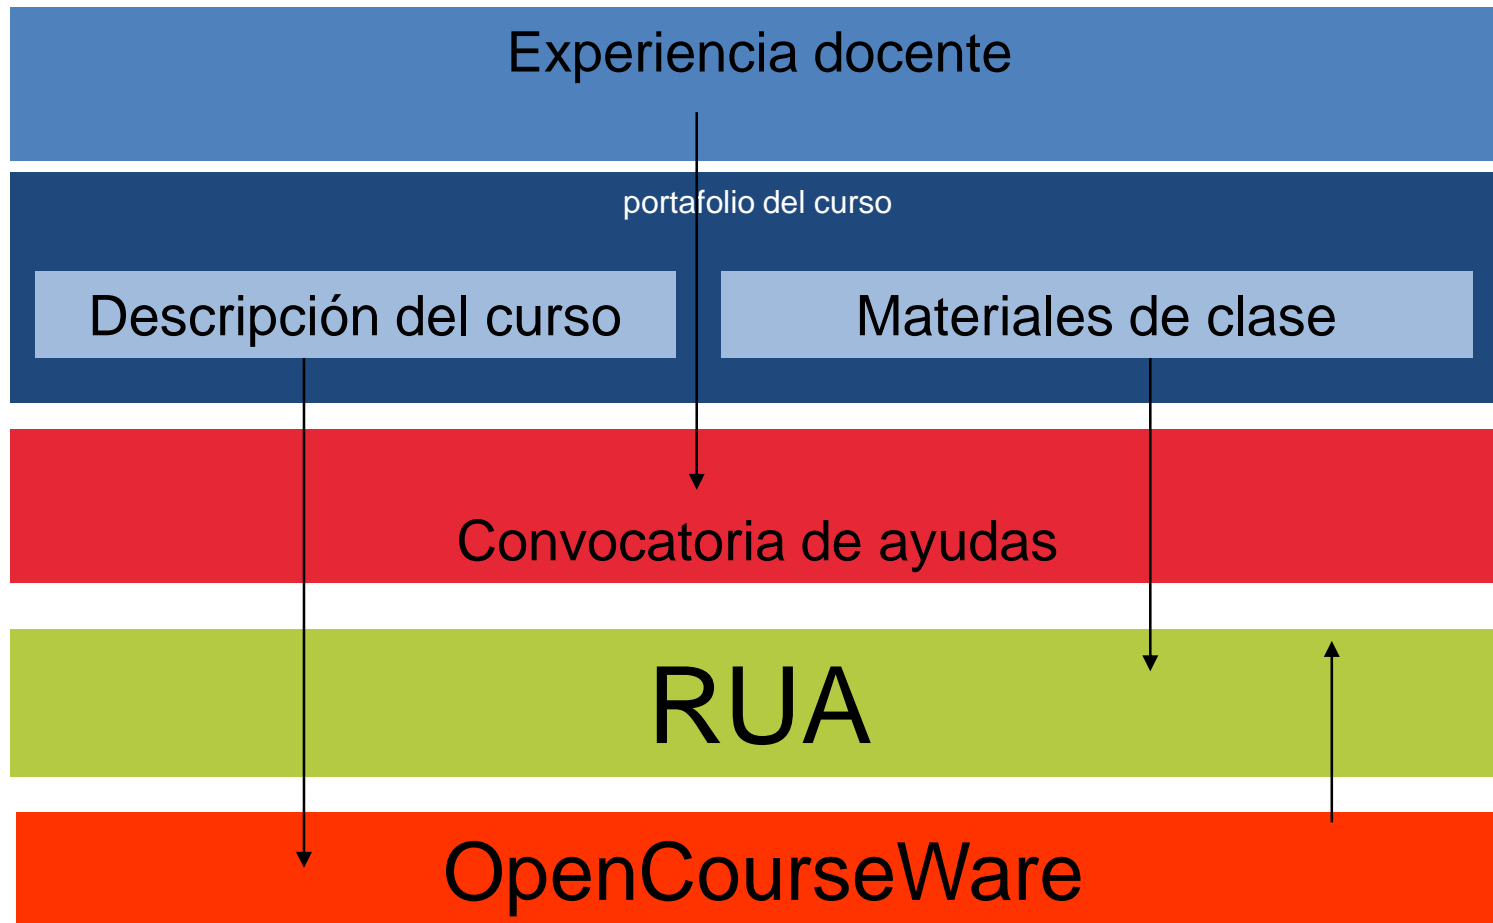 Experiencia docente
portafolio del curso
Descripción del curso
Materiales de clase
Convocatoria de ayudas
RUA
OpenCourseWare